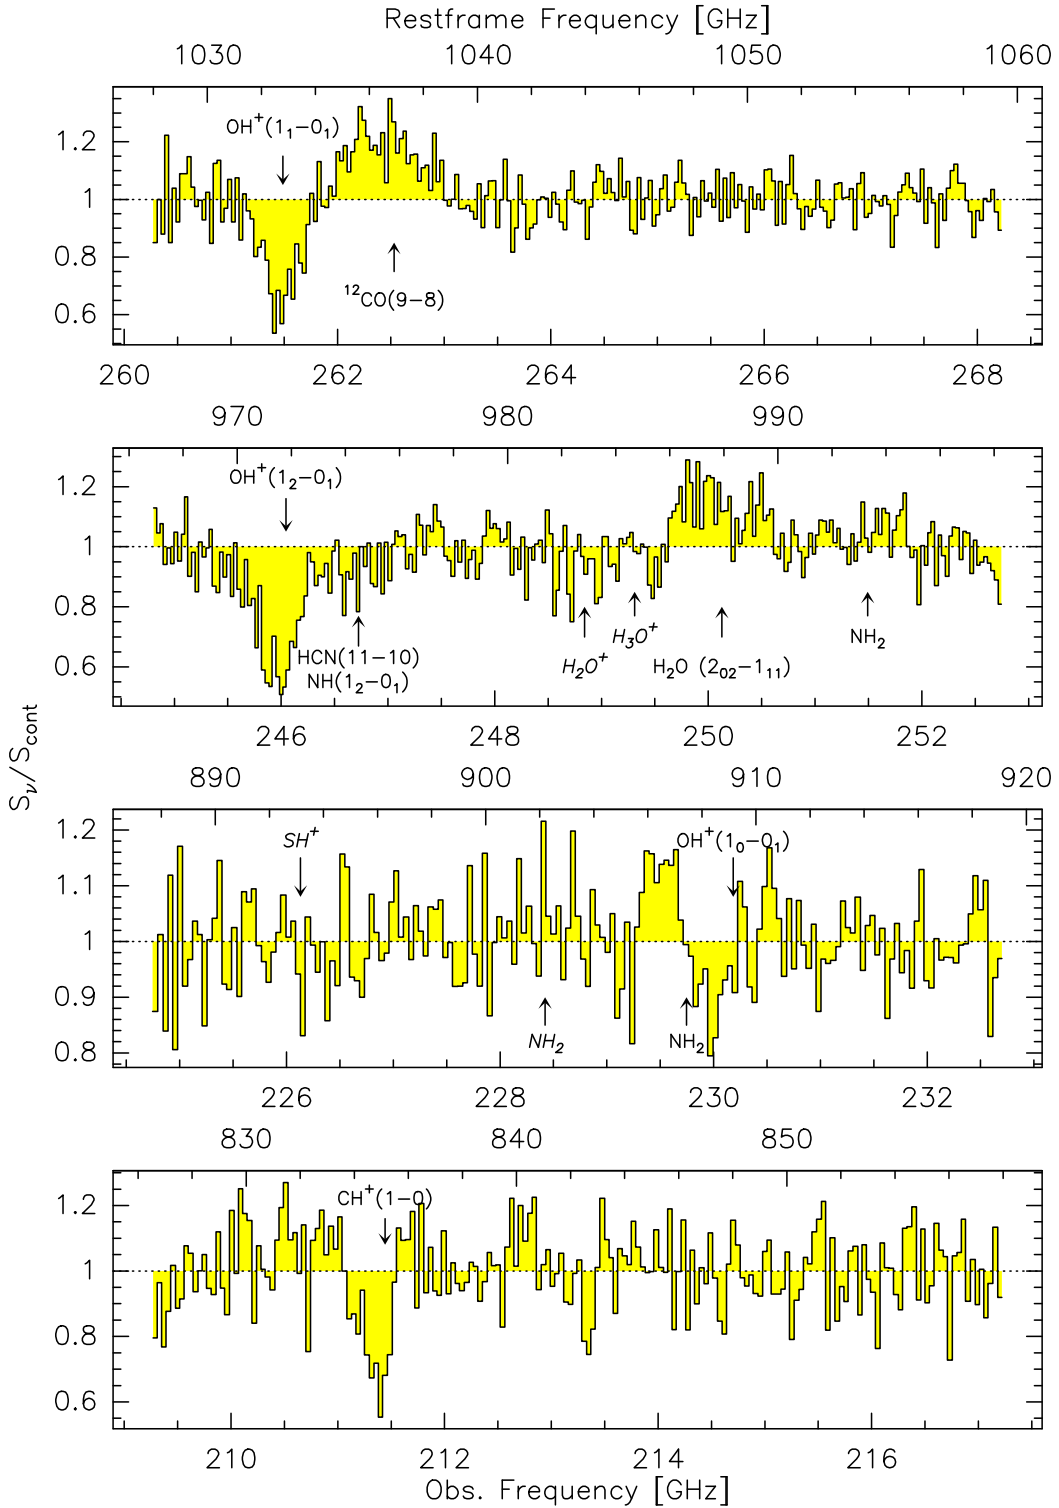 Restframe Frequency [GHz]
1030 1040 1050 1060
OH⁺(1₁−0₁)
1.2
1
0.8
¹²CO(9−8)
0.6
260 262 264 266 268
970 980 990
OH⁺(1₂−0₁)
1.2
1
0.8
H₃O⁺ NH₂
HCN(11−10) H₂O⁺ H₂O (2₀₂−1₁₁)
0.6
NH(1₂−0₁)
246 248 250 252
S_ν/S_cont
890 900 910 920
1.2
SH⁺ OH⁺(1₀−0₁)
1.1
1
0.9
NH₂ NH₂
0.8
226 228 230 232
830 840 850
CH⁺(1−0)
1.2
1
0.8
0.6
210 212 214 216
Obs. Frequency [GHz]